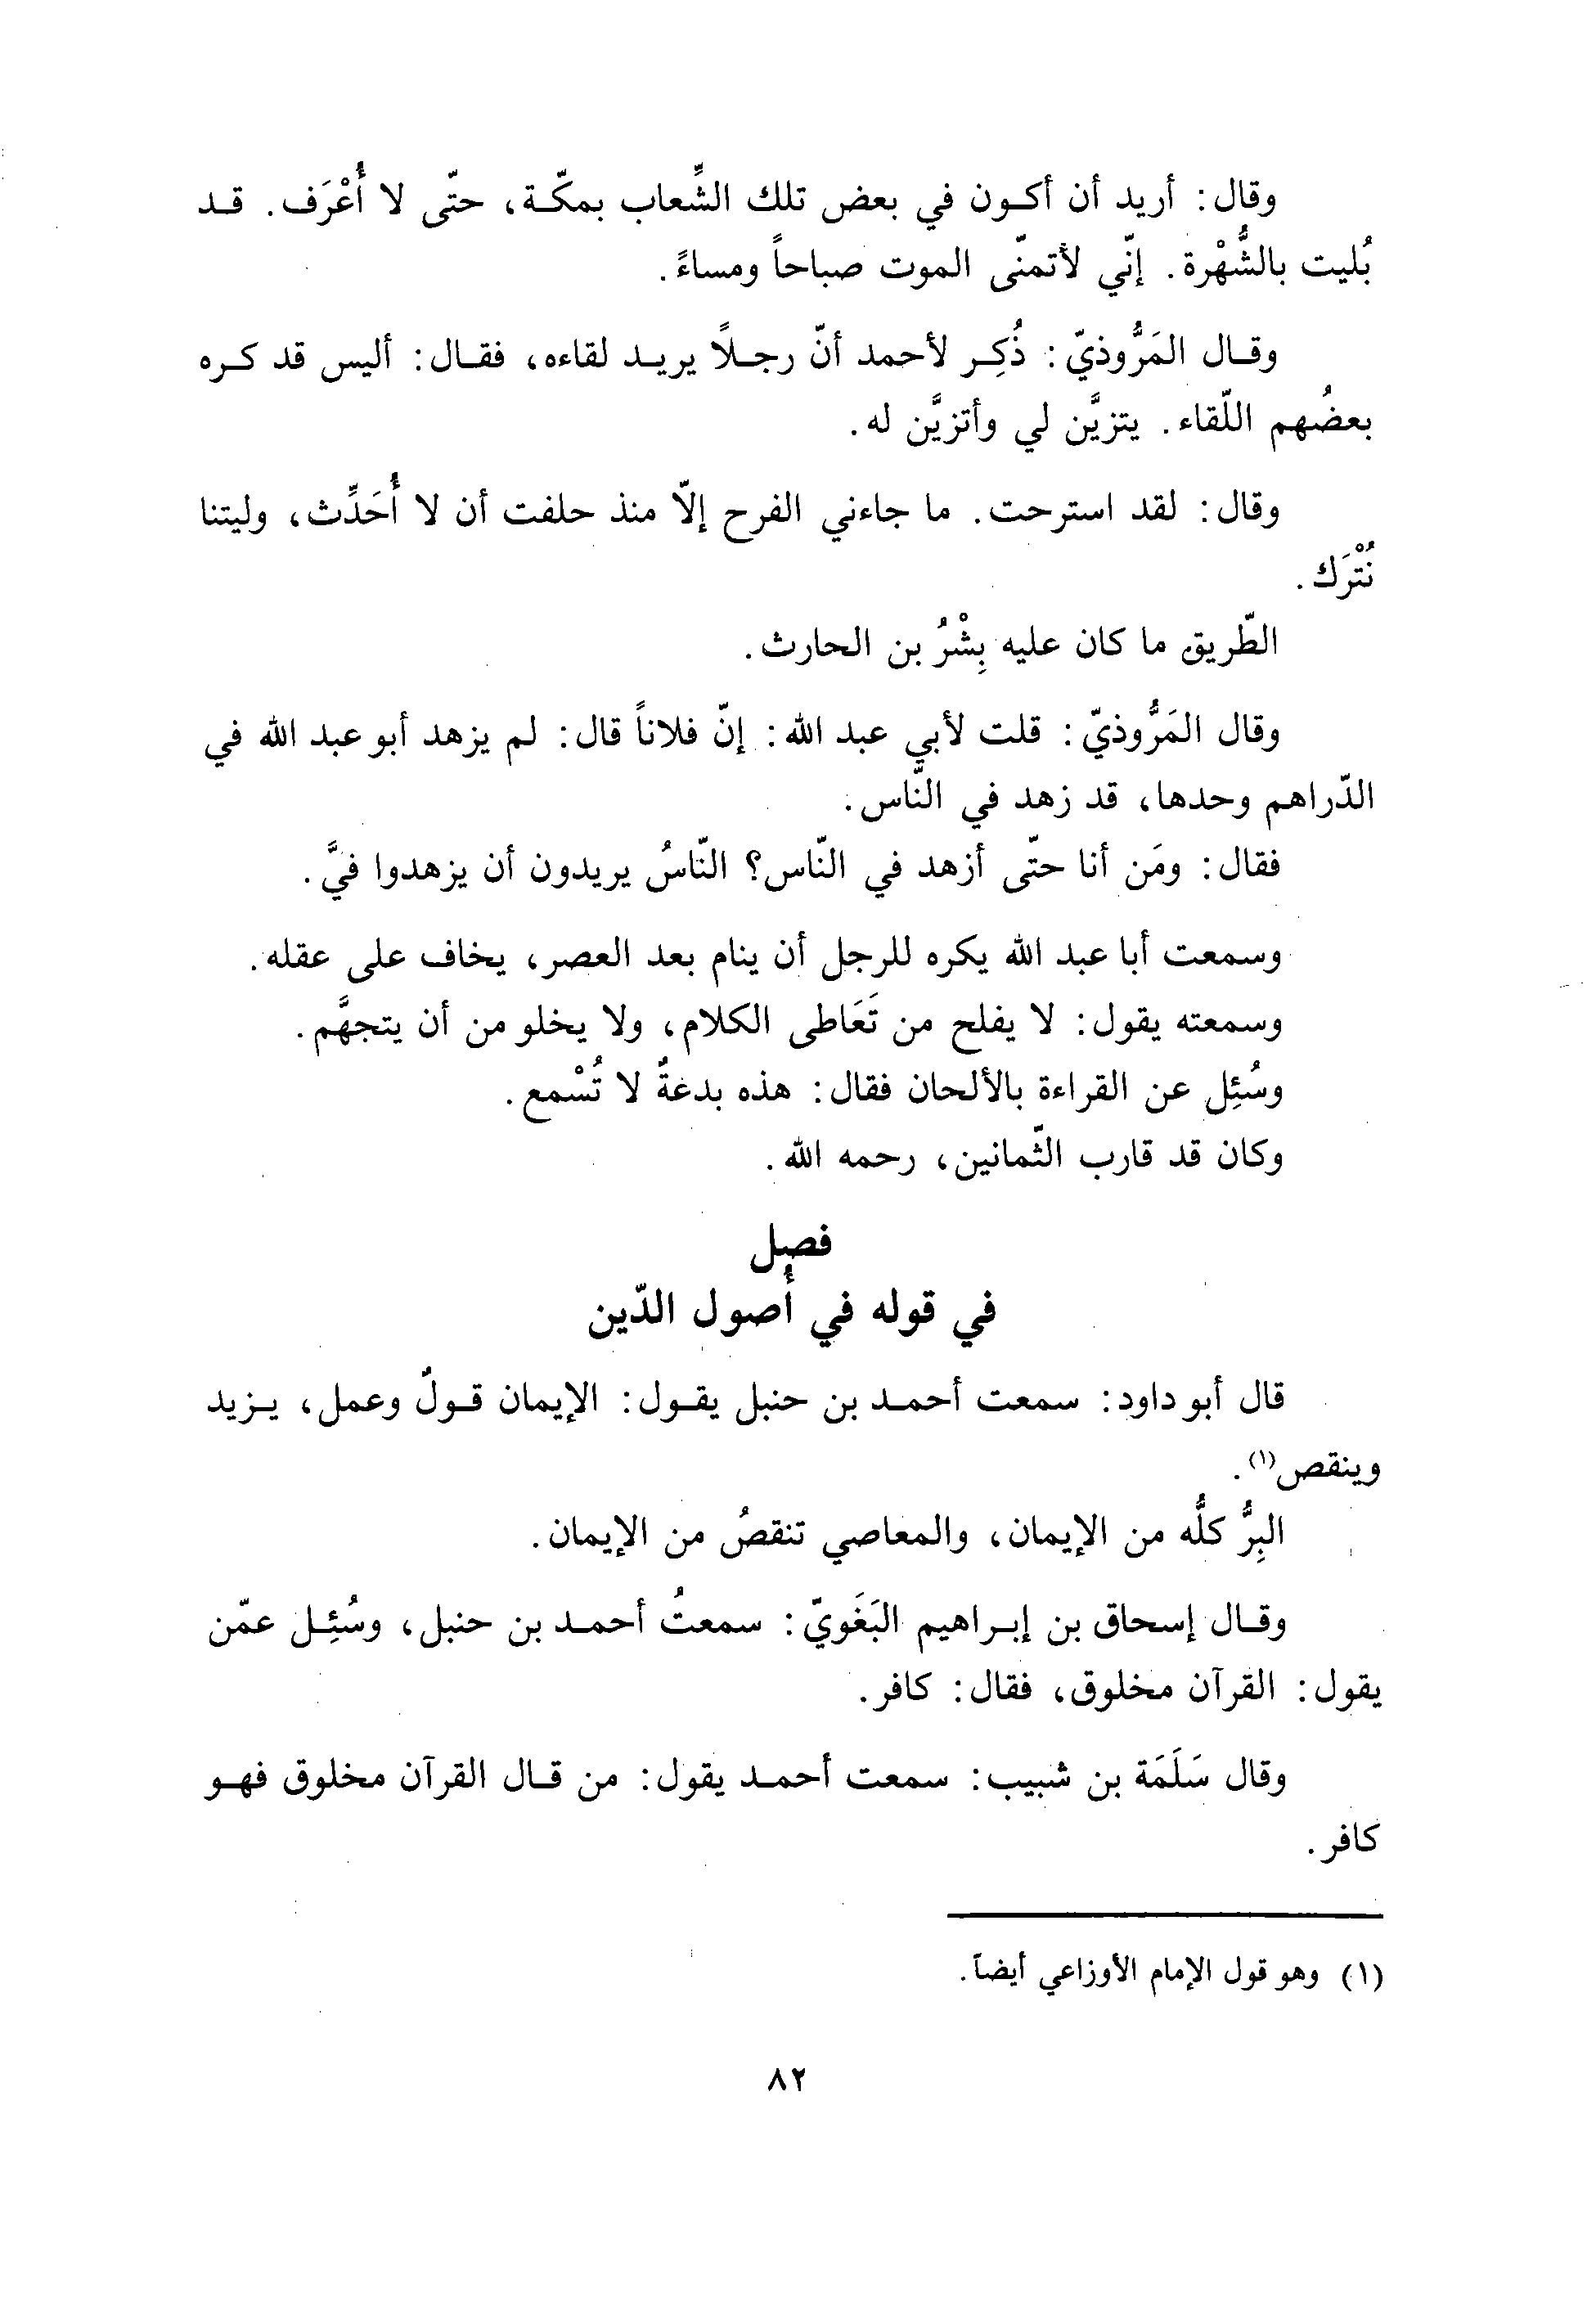 وقال: أريد أن أكون في بعض تلك الشِّعاب بمكّة، حتّى لا أُعْرَف. قد
بُليت بالشُّهْرة. إنّي لأتمنّى الموت صباحاً ومساءً.
وقال المَرُّوذيّ: ذُكِر لأحمد أنّ رجلاً يريد لقاءه، فقال: أليس قد كره
بعضُهم اللّقاء. يتزيَّن لي وأتزيَّن له.
وقال: لقد استرحت. ما جاءني الفرح إلاّ منذ حلفت أن لا أُحَدِّث، وليتنا
نُتْرَك.
الطّريق ما كان عليه بِشْرُ بن الحارث.
وقال المَرُّوذيّ: قلت لأبي عبد الله: إنّ فلاناً قال: لم يزهد أبو عبد الله في
الدّراهم وحدها، قد زهد في النّاس.
فقال: ومَن أنا حتّى أزهد في النّاس؟ النّاسُ يريدون أن يزهدوا فيَّ.
وسمعت أبا عبد الله يكره للرجل أن ينام بعد العصر، يخاف على عقله.
وسمعته يقول: لا يفلح من تَعَاطى الكلام، ولا يخلو من أن يتجهَّم.
وسُئِل عن القراءة بالألحان فقال: هذه بدعةٌ لا تُسْمع.
وكان قد قارب الثّمانين، رحمه الله.
فصل
في قوله في أُصول الدّين
قال أبو داود: سمعت أحمد بن حنبل يقول: الإيمان قولٌ وعمل، يزيد
وينقص(١).
البِرُّ كلُّه من الإيمان، والمعاصي تنقصُ من الإيمان.
وقال إسحاق بن إبراهيم البَغَويّ: سمعتُ أحمد بن حنبل، وسُئِل عمّن
يقول: القرآن مخلوق، فقال: كافر.
وقال سَلَمَة بن شبيب: سمعت أحمد يقول: من قال القرآن مخلوق فهو
كافر.
(١) وهو قول الإمام الأوزاعي أيضاً.
٨٢